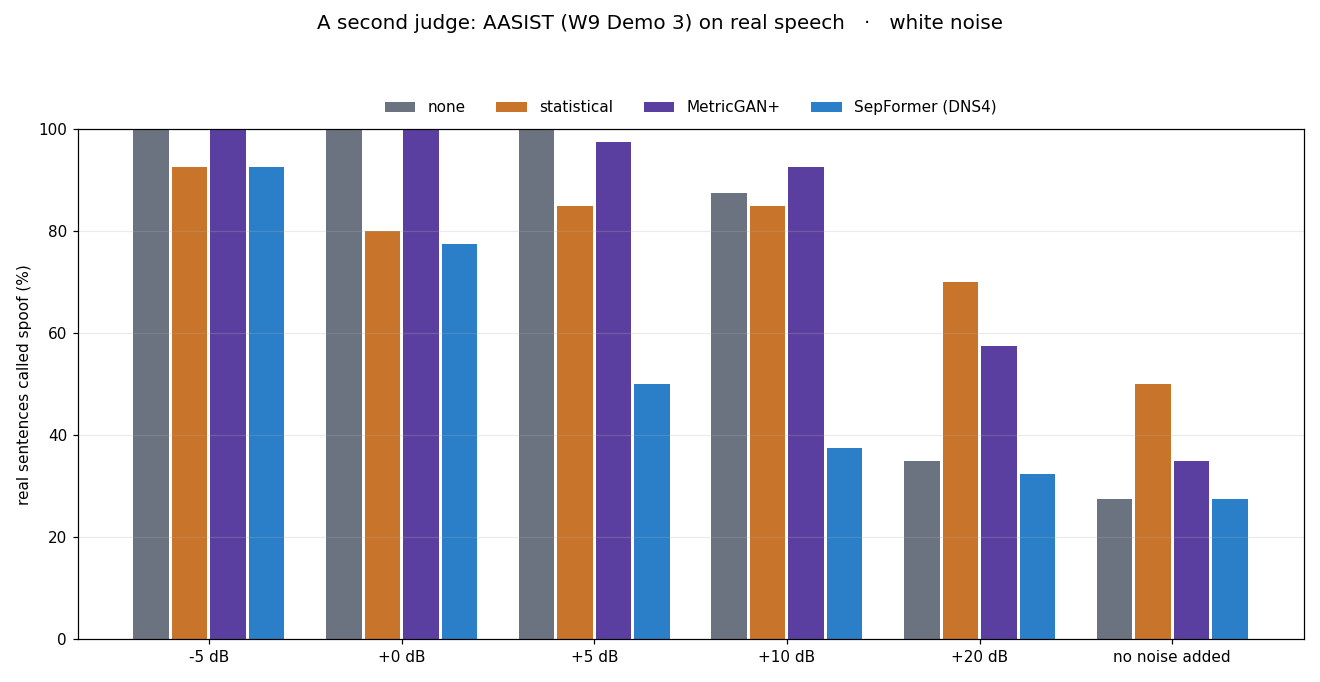 A second judge: AASIST (W9 Demo 3) on real speech · white noise
none statistical MetricGAN+ SepFormer (DNS4)
100
80
60
40
20
0
real sentences called spoof (%)
-5 dB +0 dB +5 dB +10 dB +20 dB no noise added